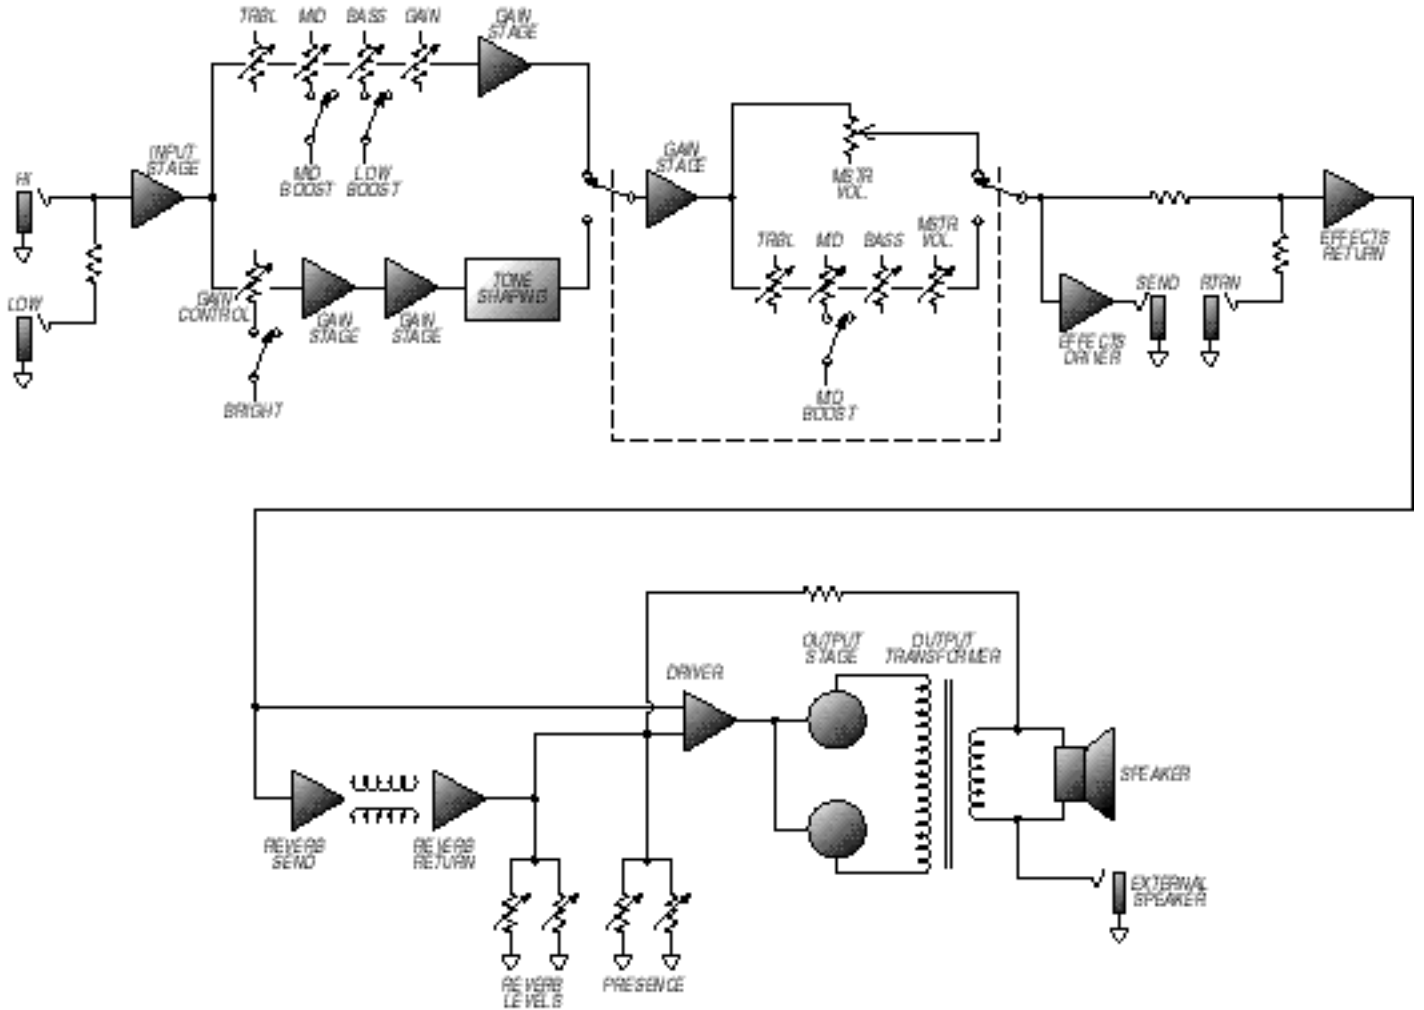 TRBL
MID
BASS
GAIN
GAIN
STAGE
INPUT
STAGE
MID
BOOST
LOW
BOOST
HI
LOW
GAIN
CONTROL
GAIN
STAGE
GAIN
STAGE
TONE
SHAPING
BRIGHT
GAIN
STAGE
MSTR
VOL.
TRBL
MID
BASS
MSTR
VOL.
MID
BOOST
EFFECTS
RETURN
SEND
RTRN
EFFECTS
DRIVER
OUTPUT
STAGE
OUTPUT
TRANSFORMER
DRIVER
SPEAKER
REVERB
SEND
REVERB
RETURN
EXTERNAL
SPEAKER
REVERB
LEVELS
PRESENCE